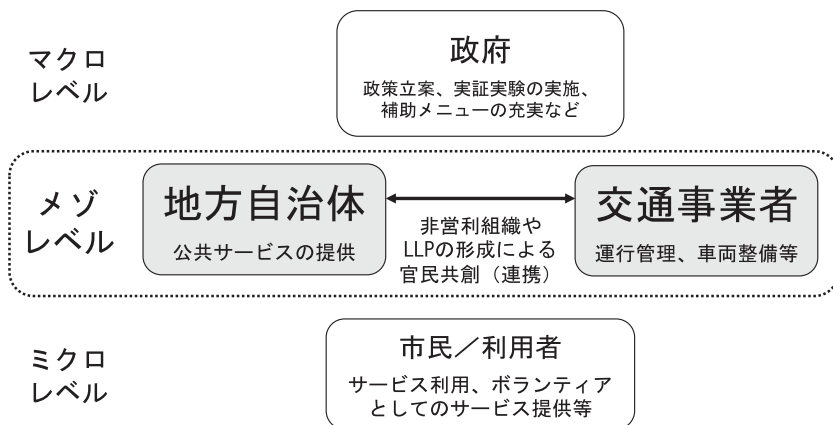 マクロ
レベル
政府
政策立案、実証実験の実施、
補助メニューの充実など
メゾ
レベル
地方自治体
公共サービスの提供
非営利組織や
LLPの形成による
官民共創（連携）
交通事業者
運行管理、車両整備等
ミクロ
レベル
市民／利用者
サービス利用、ボランティア
としてのサービス提供等